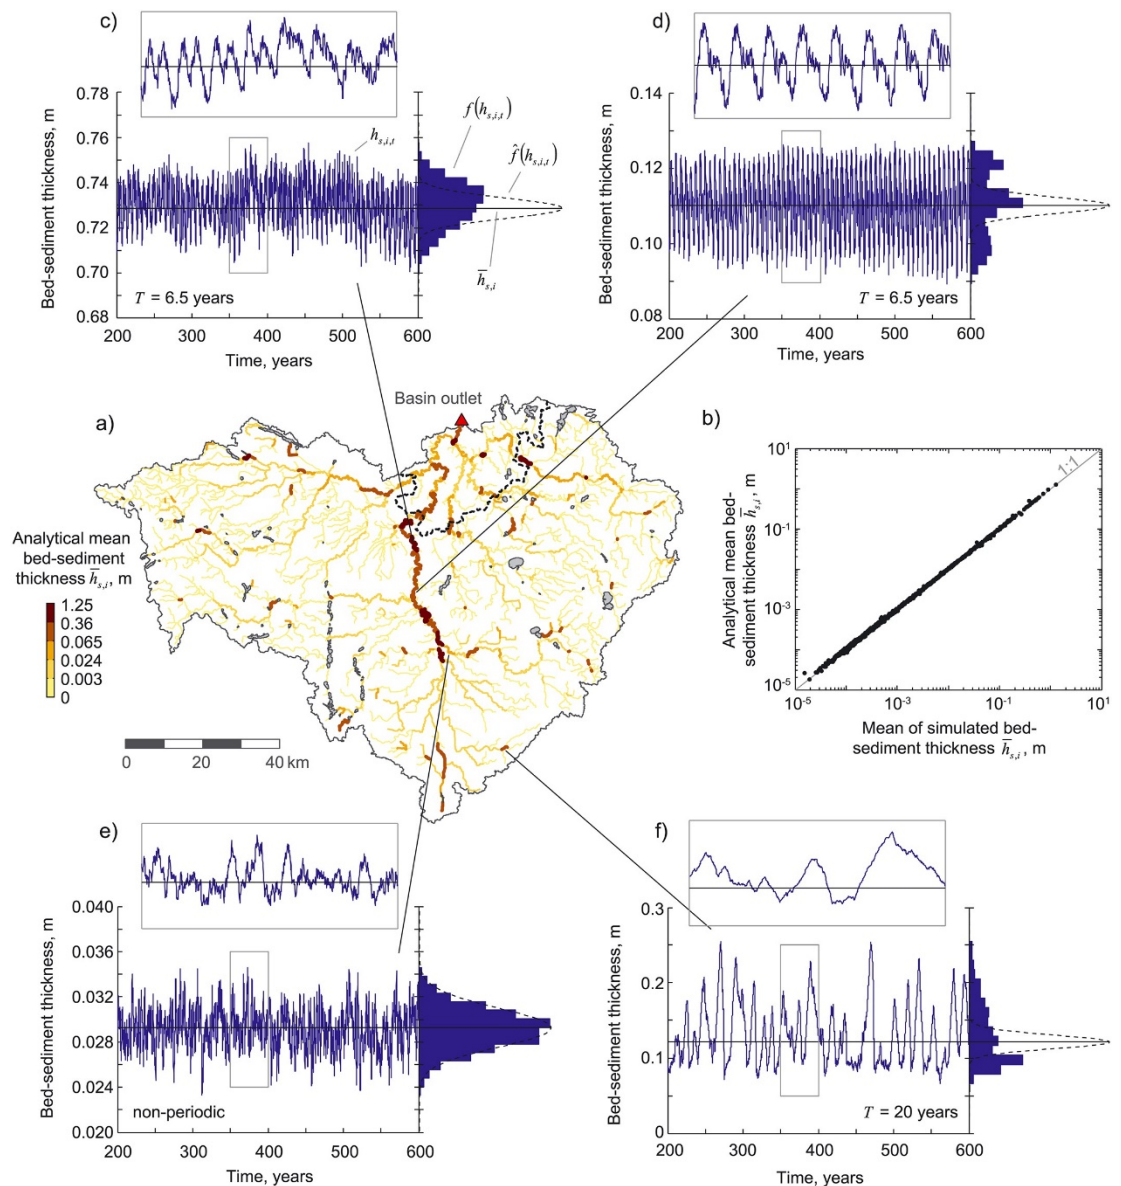 c)
Bed-sediment thickness, m
0.78
0.76
0.74
0.72
0.70
0.68
h_{s,i,t}
f(h_{s,i,t})
f̂(h_{s,i,t})
h̅_{s,i}
T = 6.5 years
200 300 400 500 600
Time, years
d)
Bed-sediment thickness, m
0.14
0.12
0.10
0.08
T = 6.5 years
200 300 400 500 600
Time, years
a)
Basin outlet
Analytical mean
bed-sediment
thickness h̅_{s,i}, m
1.25
0.36
0.065
0.024
0.003
0
0 20 40 km
b)
Analytical mean bed-
sediment thickness h̅_{s,i}, m
10^1
10^-1
10^-3
10^-5
1:1
10^-5 10^-3 10^-1 10^1
Mean of simulated bed-
sediment thickness h̅_{s,i}, m
e)
Bed-sediment thickness, m
0.040
0.036
0.032
0.028
0.024
0.020
non-periodic
200 300 400 500 600
Time, years
f)
Bed-sediment thickness, m
0.3
0.2
0.1
0
T = 20 years
200 300 400 500 600
Time, years